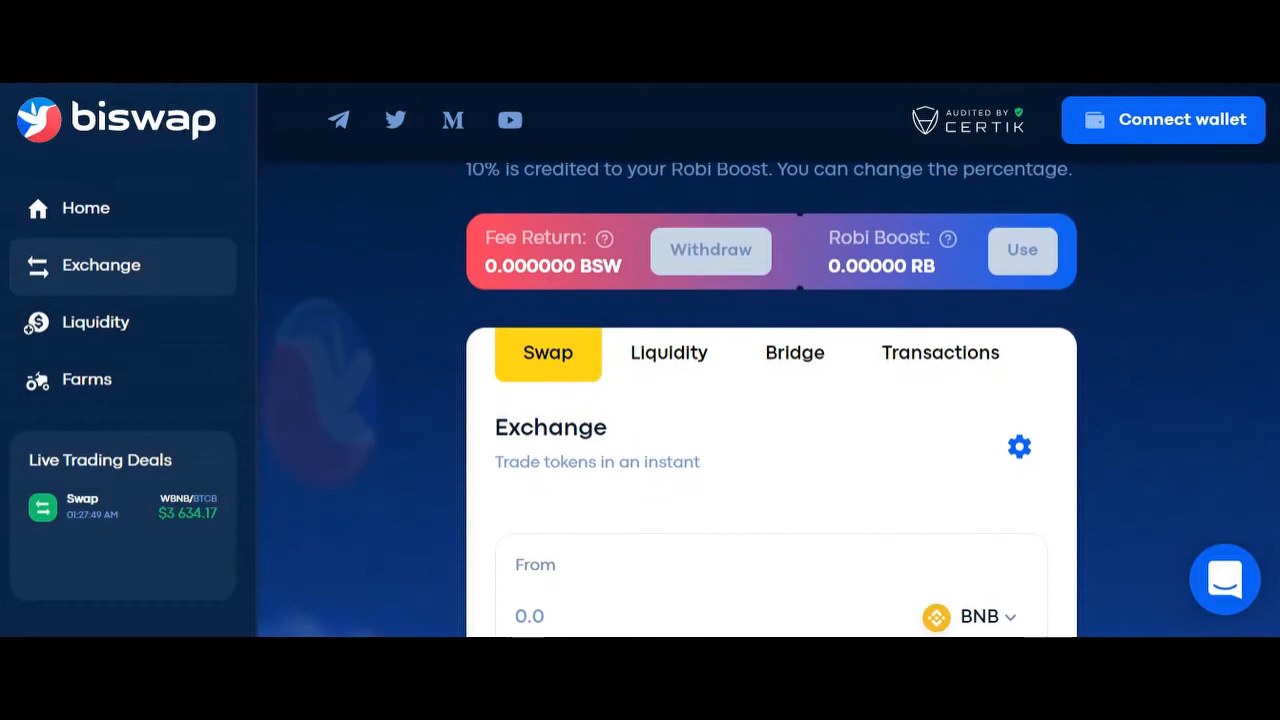 biswap
M
AUDITED BY
CERTIK
Connect wallet
10% is credited to your Robi Boost. You can change the percentage.
Home
Exchange
Liquidity
Farms
Live Trading Deals
Swap
WBNB/BTCB
01:27:49 AM
$3 634.17
Fee Return: ?
0.000000 BSW
Withdraw
Robi Boost: ?
0.00000 RB
Use
Swap
Liquidity
Bridge
Transactions
Exchange
Trade tokens in an instant
From
0.0
BNB